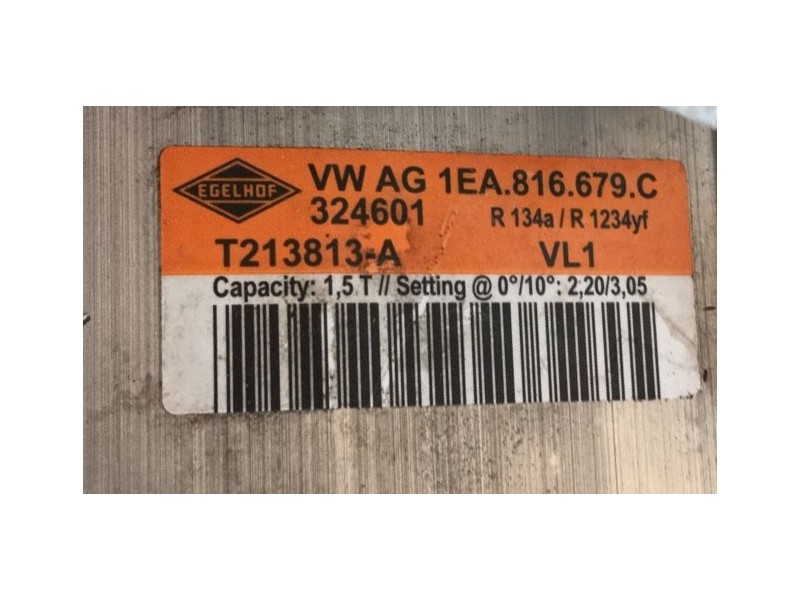 EGELHOF
VW AG 1EA.816.679.C
324601 R 134a / R 1234yf
T213813-A VL1
Capacity: 1,5 T // Setting @ 0°/10°: 2,20/3,05